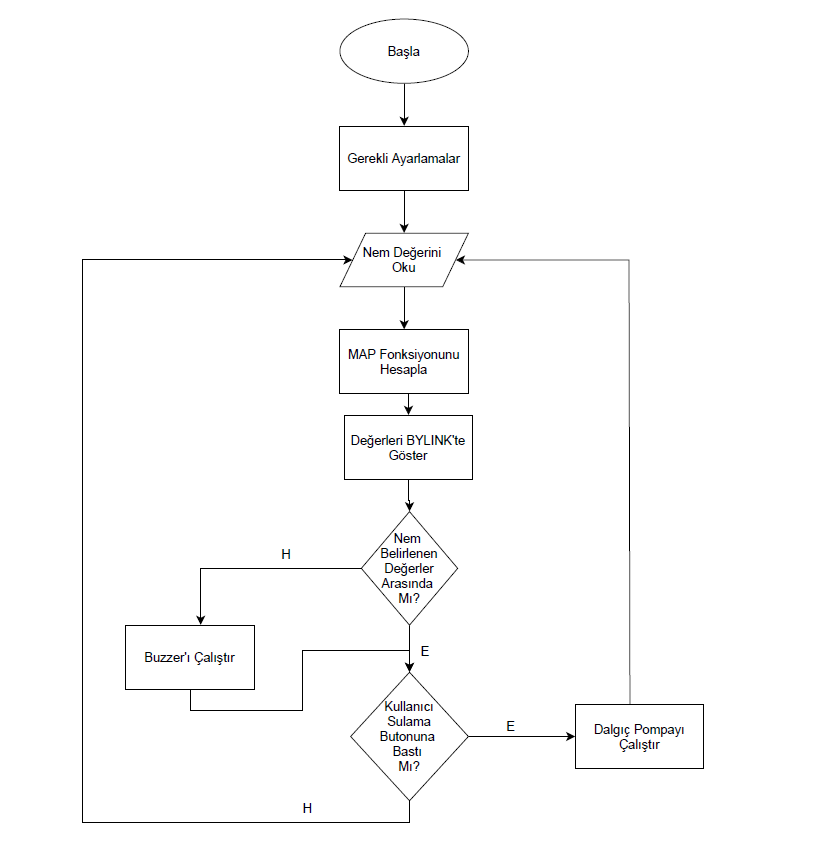 Başla
Gerekli Ayarlamalar
Nem Değerini
Oku
MAP Fonksiyonunu
Hesapla
Değerleri BYLINK'te
Göster
Nem
Belirlenen
Değerler
Arasında
Mı?
H
Buzzer'ı Çalıştır
E
Kullanıcı
Sulama
Butonuna
Bastı
Mı?
E
Dalgıç Pompayı
Çalıştır
H